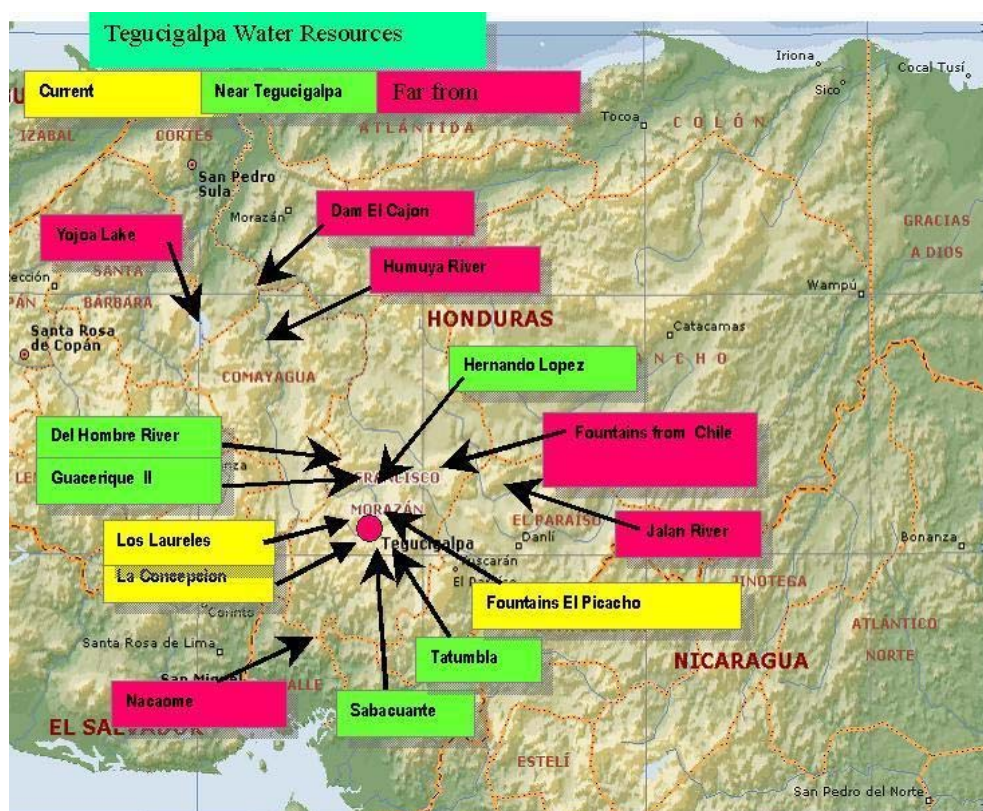 Tegucigalpa Water Resources
Current
Near Tegucigalpa
Far from
Iriona
Cocal Tusí
Sico
Tocoa
COLÓN
ATLÁNTIDA
IZABAL
CORTÉS
San Pedro
Sula
Morazán
Dam El Cajon
Yojoa Lake
Humuya River
GRACIAS
A DIOS
SANTA
BÁRBARA
Wampú
HONDURAS
Santa Rosa
de Copán
Catacamas
NCHO
COMAYAGUA
Hernando Lopez
Del Hombre River
Fountains from Chile
Guacerique II
FRANCISCO
MORAZÁN
EL PARAÍSO
Jalan River
Los Laureles
Tegucigalpa
Danlí
Bonanza
La Concepcion
Yuscarán
El Paraíso
Corinto
Fountains El Picacho
ATLÁNTICO
NORTE
Santa Rosa de Lima
Tatumbla
NICARAGUA
San Miguel
Nacaome
Sabacuante
EL SALVADOR
ESTELÍ
San Pedro del Norte